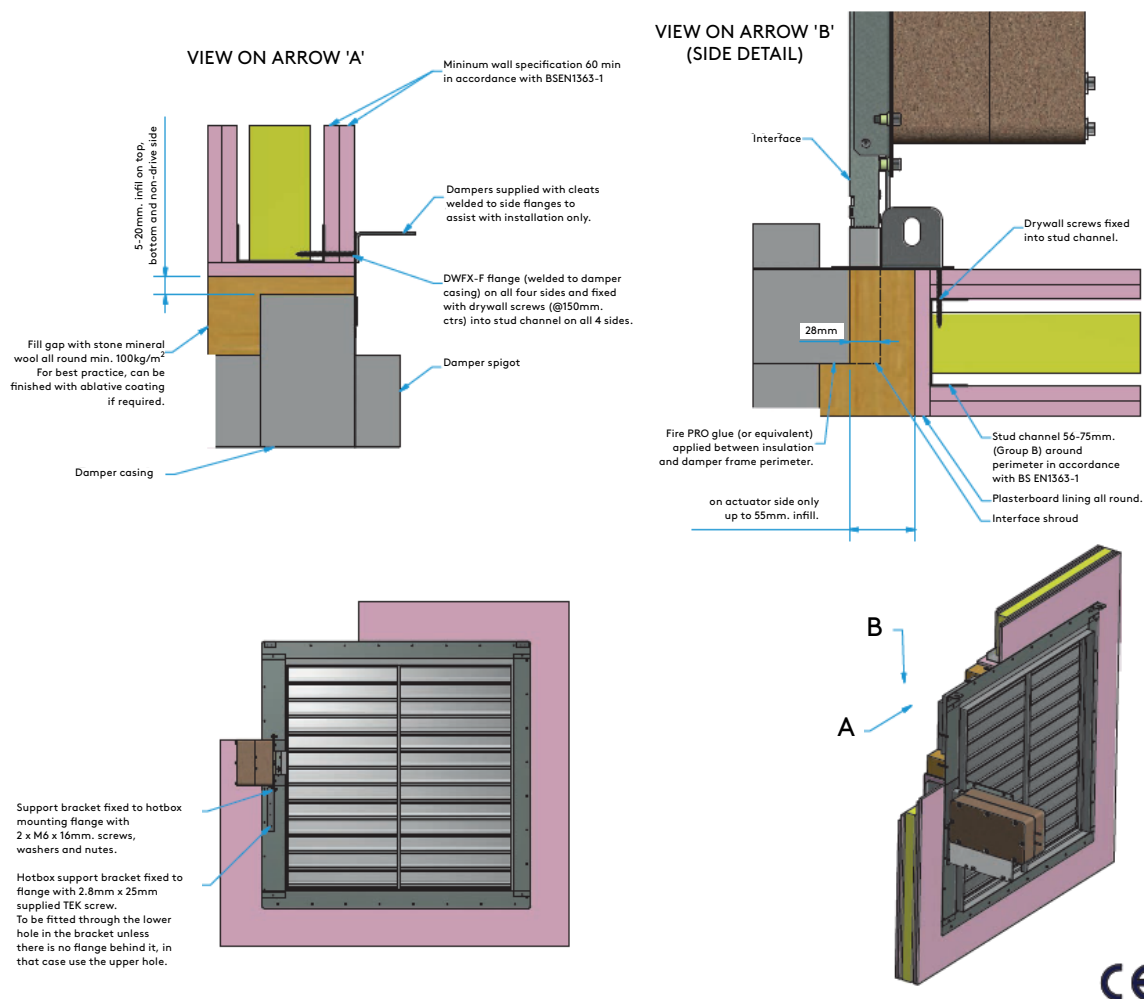 VIEW ON ARROW 'A'
Mininum wall specification 60 min
in accordance with BSEN1363-1
5-20mm. infil on top,
bottom and non-drive side
Dampers supplied with cleats
welded to side flanges to
assist with installation only.
DWFX-F flange (welded to damper
casing) on all four sides and fixed
with drywall screws (@150mm.
ctrs) into stud channel on all 4 sides.
Fill gap with stone mineral
wool all round min. 100kg/m²
For best practice, can be
finished with ablative coating
if required.
Damper spigot
Damper casing
VIEW ON ARROW 'B'
(SIDE DETAIL)
Interface
Drywall screws fixed
into stud channel.
28mm
Fire PRO glue (or equivalent)
applied between insulation
and damper frame perimeter.
Stud channel 56-75mm.
(Group B) around
perimeter in accordance
with BS EN1363-1
Plasterboard lining all round.
on actuator side only
up to 55mm. infill.
Interface shroud
Support bracket fixed to hotbox
mounting flange with
2 x M6 x 16mm. screws,
washers and nutes.
Hotbox support bracket fixed to
flange with 2.8mm x 25mm
supplied TEK screw.
To be fitted through the lower
hole in the bracket unless
there is no flange behind it, in
that case use the upper hole.
B
A
CE